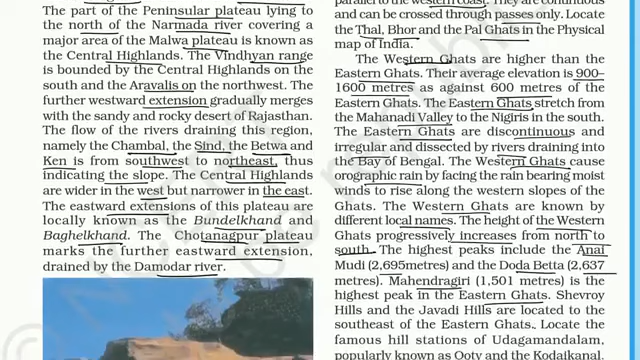 The part of the Peninsular plateau lying to
the north of the Narmada river covering a
major area of the Malwa plateau is known as
the Central Highlands. The Vindhyan range
is bounded by the Central Highlands on the
south and the Aravalis on the northwest. The
further westward extension gradually merges
with the sandy and rocky desert of Rajasthan.
The flow of the rivers draining this region,
namely the Chambal, the Sind, the Betwa and
Ken is from southwest to northeast, thus
indicating the slope. The Central Highlands
are wider in the west but narrower in the east.
The eastward extensions of this plateau are
locally known as the Bundelkhand and
Baghelkhand. The Chotanagpur plateau
marks the further eastward extension,
drained by the Damodar river.
parallel to the western coast. They are continuous
and can be crossed through passes only. Locate
the Thal, Bhor and the Pal Ghats in the Physical
map of India.
The Western Ghats are higher than the
Eastern Ghats. Their average elevation is 900–
1600 metres as against 600 metres of the
Eastern Ghats. The Eastern Ghats stretch from
the Mahanadi Valley to the Nigiris in the south.
The Eastern Ghats are discontinuous and
irregular and dissected by rivers draining into
the Bay of Bengal. The Western Ghats cause
orographic rain by facing the rain bearing moist
winds to rise along the western slopes of the
Ghats. The Western Ghats are known by
different local names. The height of the Western
Ghats progressively increases from north to
south. The highest peaks include the Anai
Mudi (2,695metres) and the Doda Betta (2,637
metres). Mahendragiri (1,501 metres) is the
highest peak in the Eastern Ghats. Shevroy
Hills and the Javadi Hills are located to the
southeast of the Eastern Ghats. Locate the
famous hill stations of Udagamandalam,
popularly known as Ooty and the Kodaikanal.